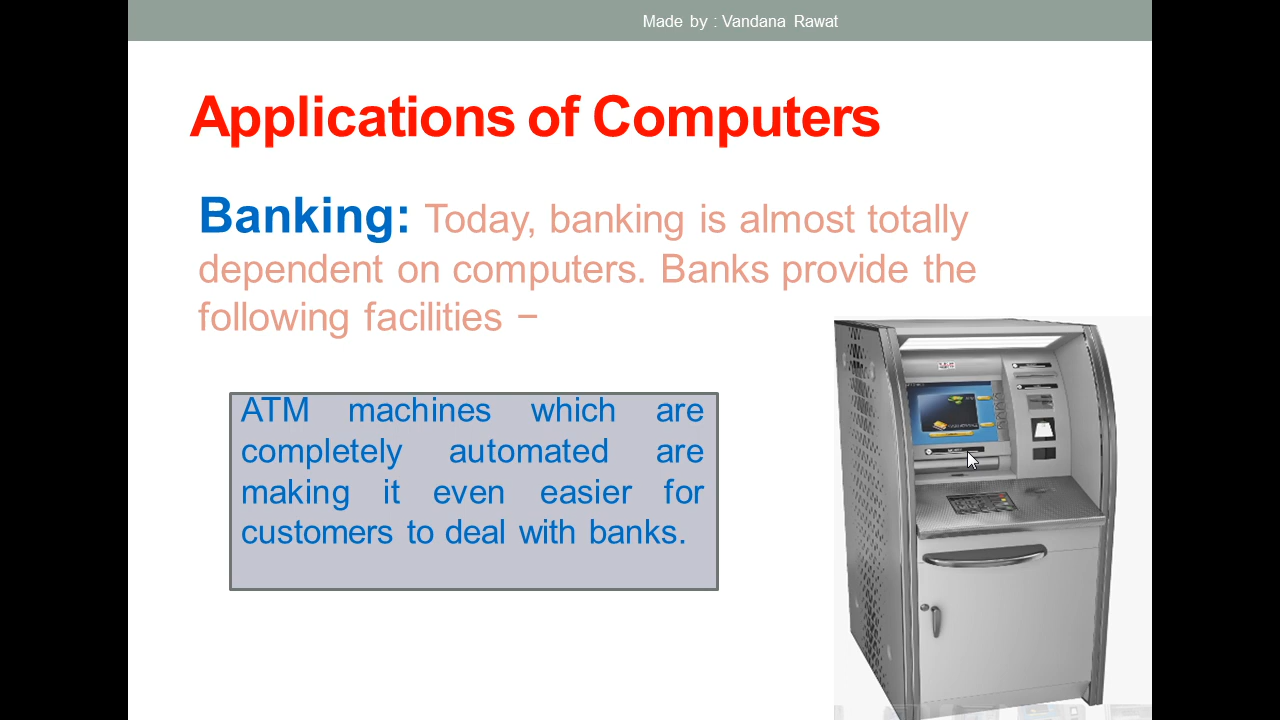 Made by : Vandana Rawat
Applications of Computers
Banking: Today, banking is almost totally
dependent on computers. Banks provide the
following facilities −
ATM machines which are
completely automated are
making it even easier for
customers to deal with banks.